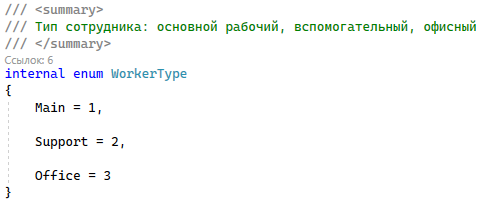 /// <summary>
/// Тип сотрудника: основной рабочий, вспомогательный, офисный
/// </summary>
Ссылок: 6
internal enum WorkerType
{
Main = 1,
Support = 2,
Office = 3
}